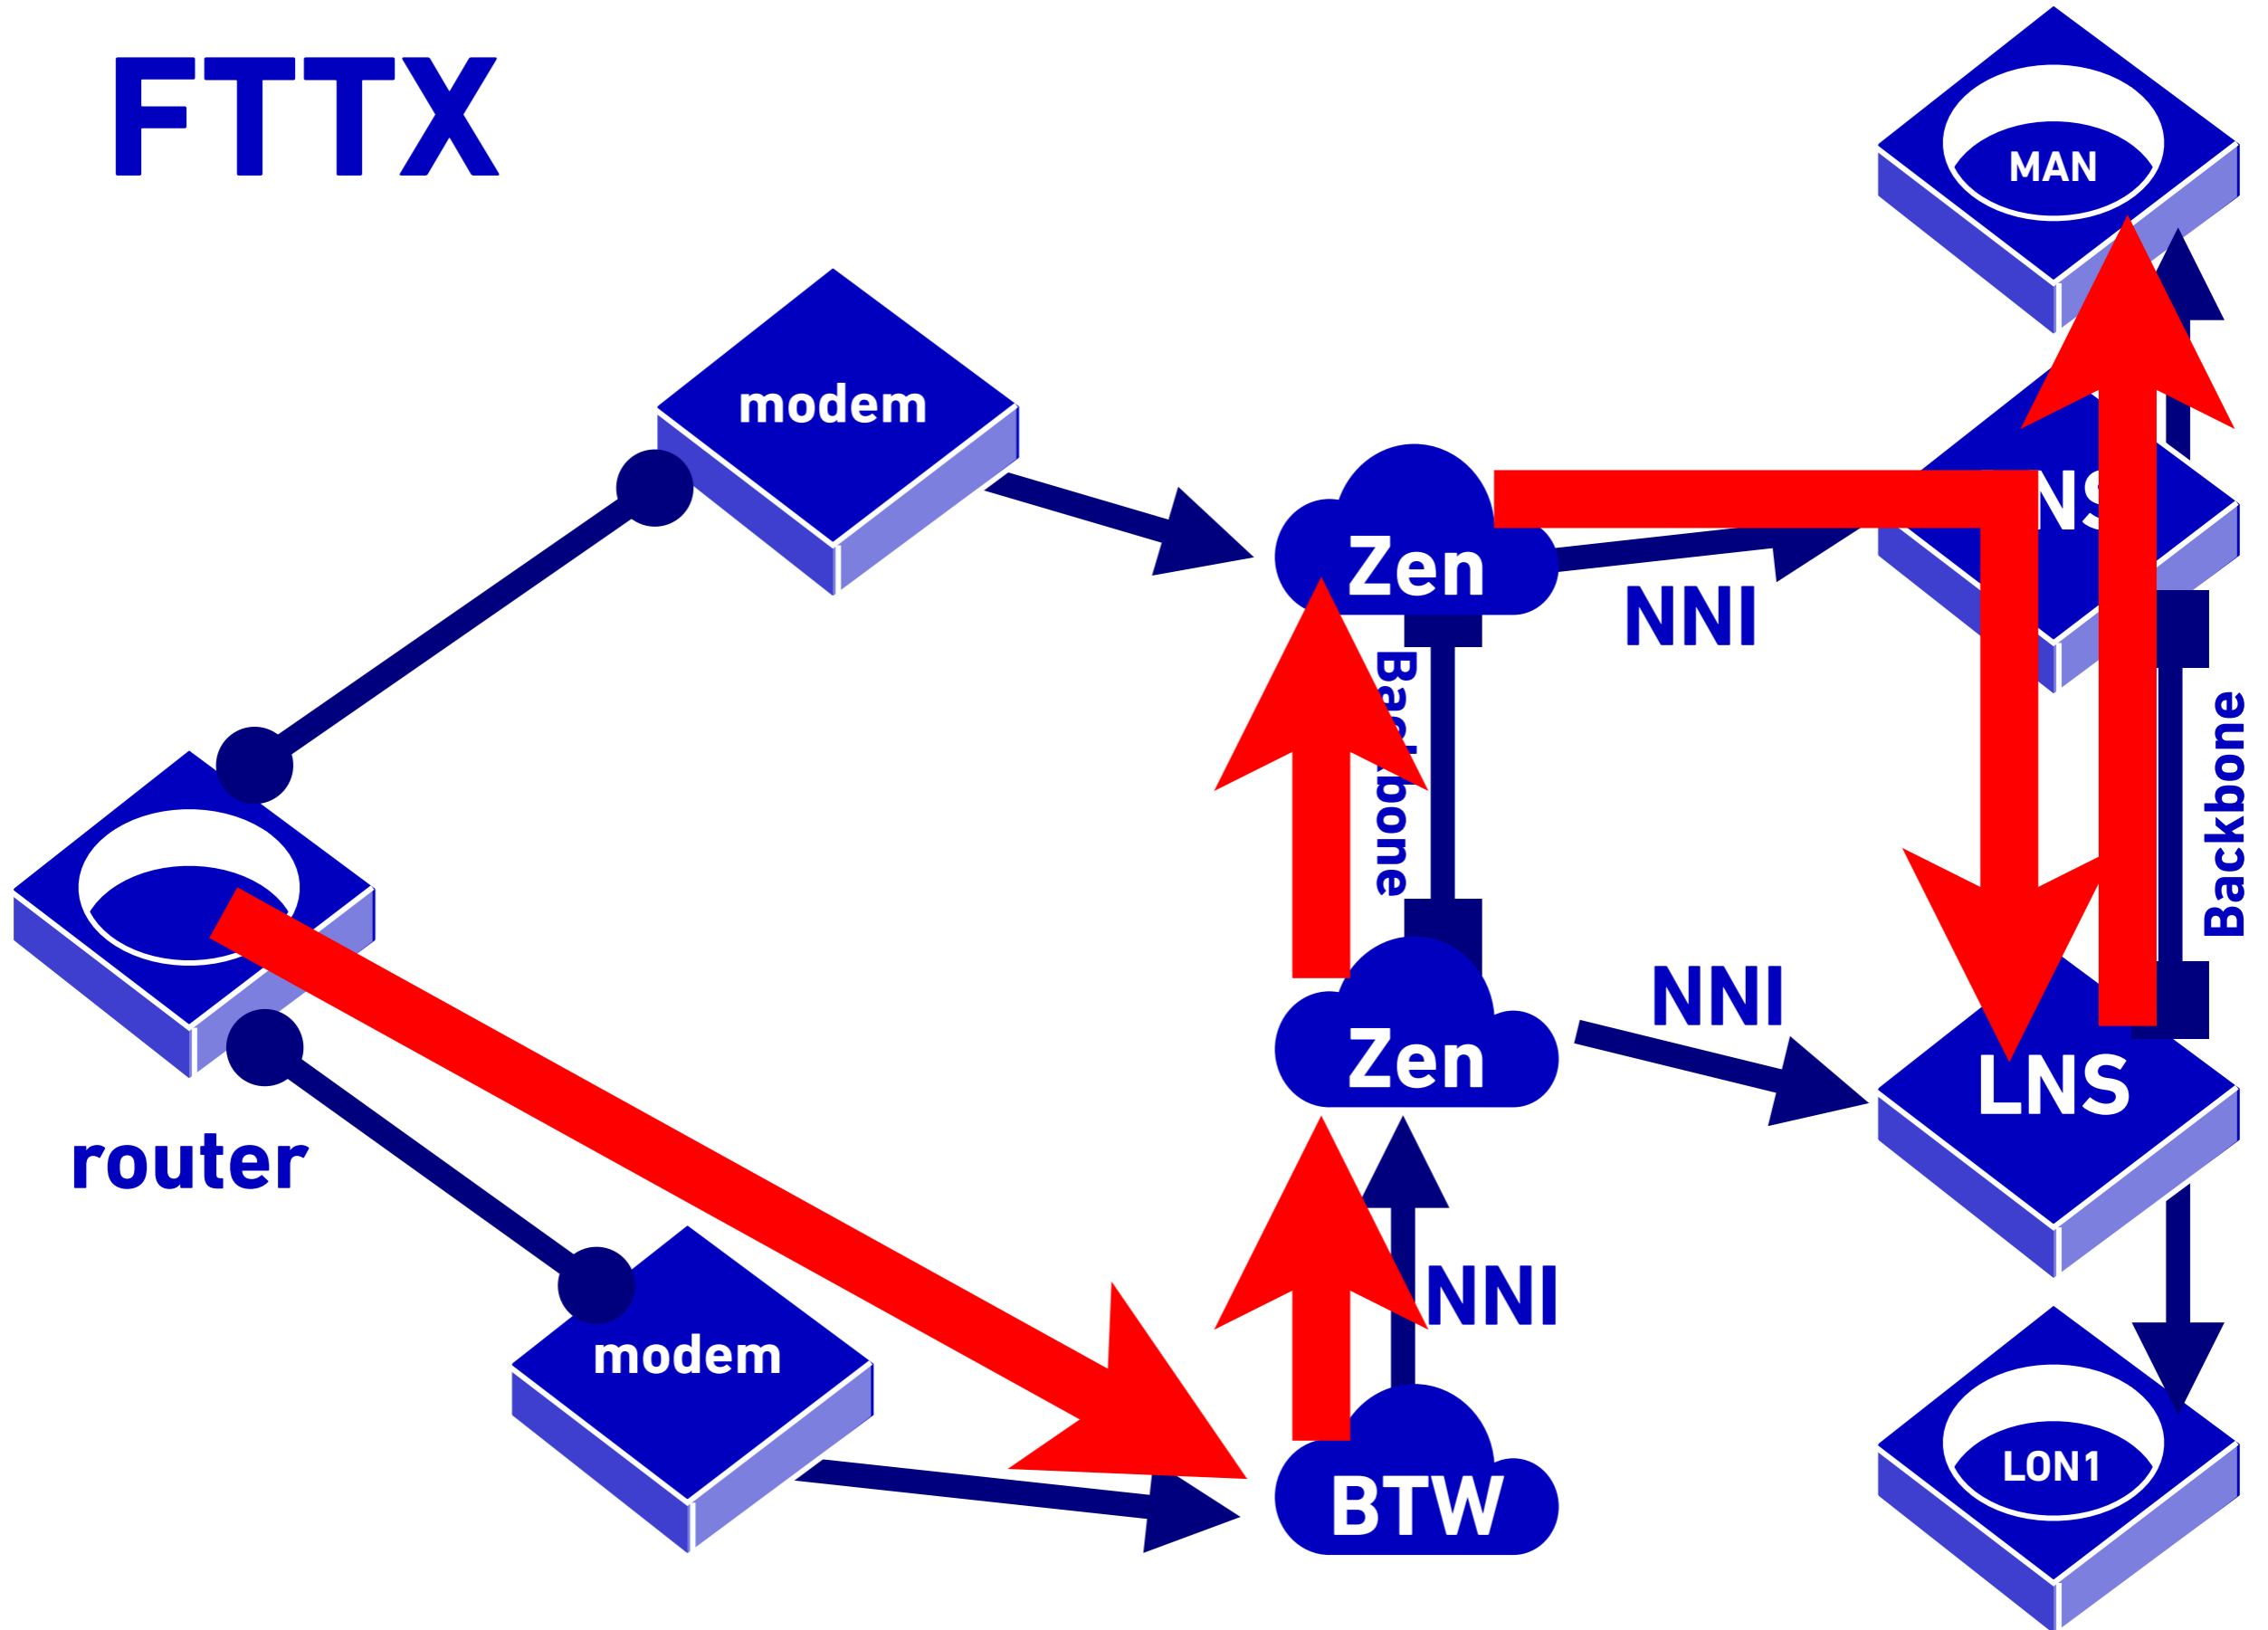 FTTX
MAN
modem
Zen
NNI
Backbone
router
Zen
NNI
LNS
NNI
modem
LON1
BTW